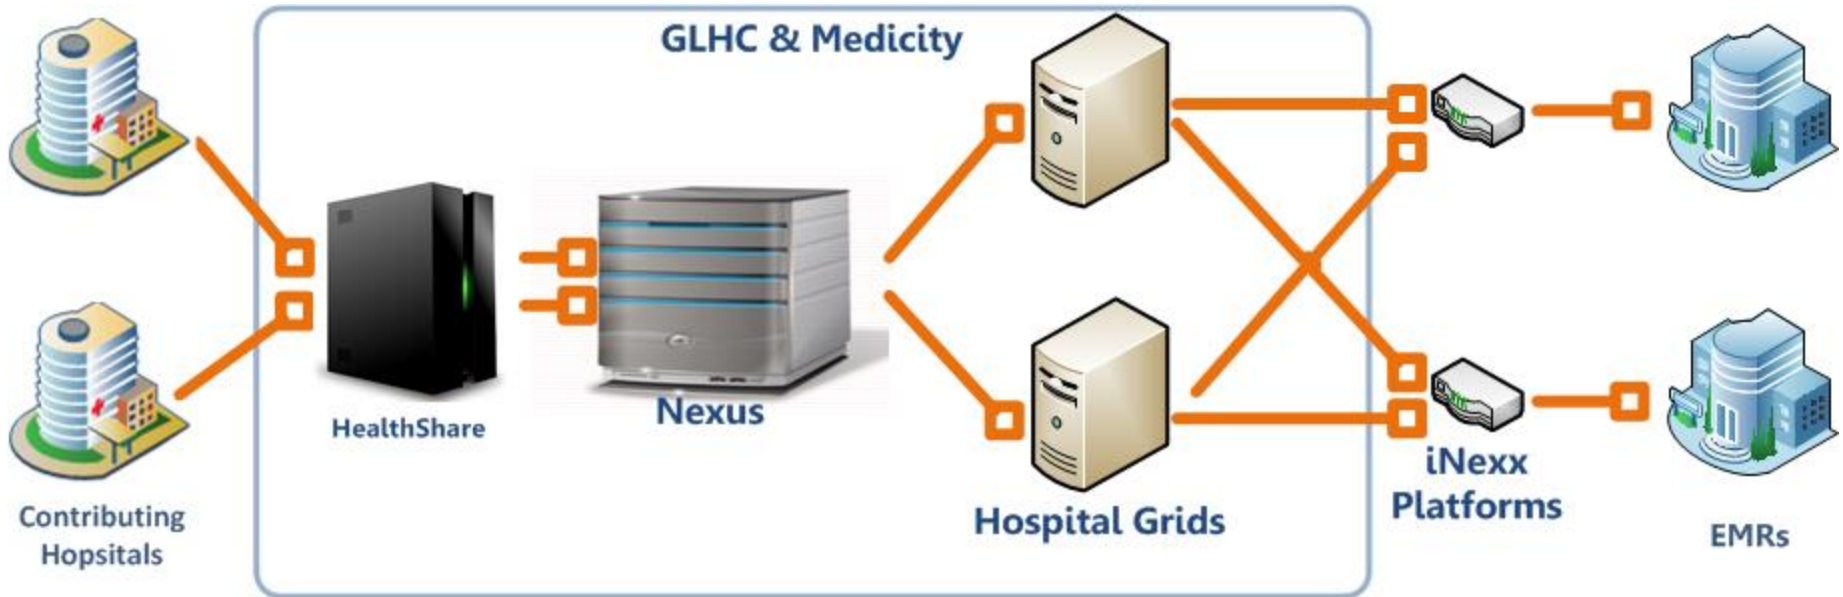 GLHC & Medicity
HealthShare
Nexus
Hospital Grids
iNexx
Platforms
Contributing
Hopsitals
EMRs